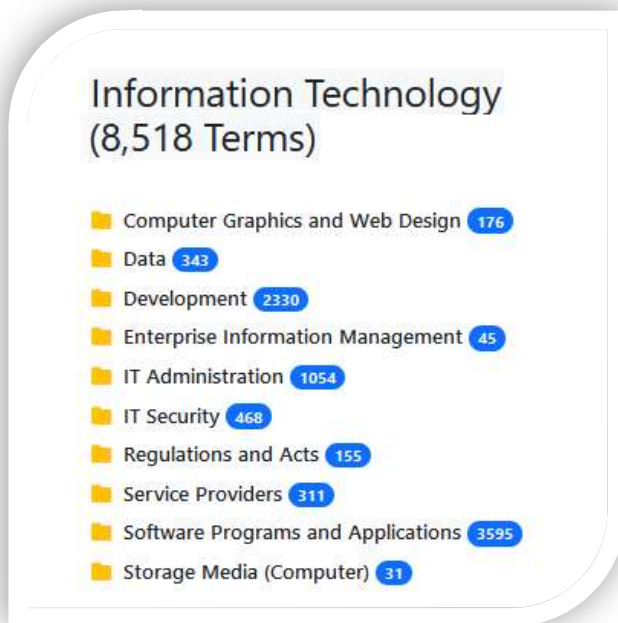 Information Technology
(8,518 Terms)
Computer Graphics and Web Design 176
Data 343
Development 2330
Enterprise Information Management 45
IT Administration 1054
IT Security 468
Regulations and Acts 155
Service Providers 311
Software Programs and Applications 3595
Storage Media (Computer) 31